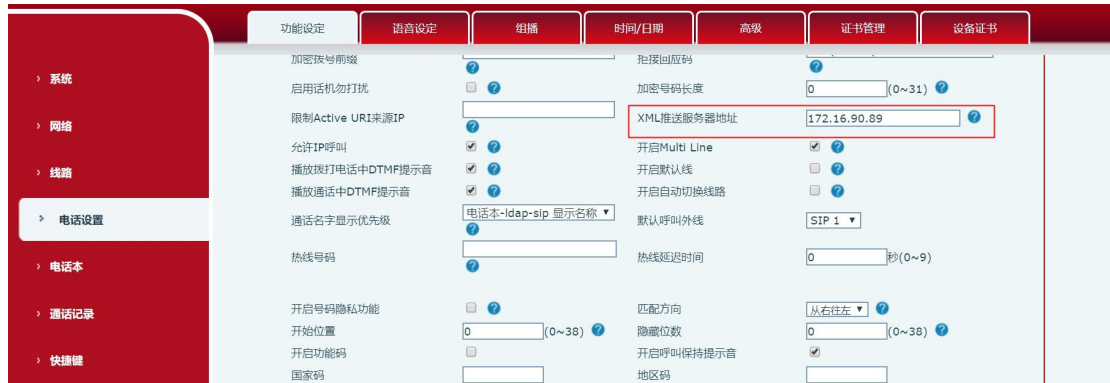 功能设定 语音设定 组播 时间/日期 高级 证书管理 设备证书
› 系统
› 网络
› 线路
› 电话设置
› 电话本
› 通话记录
› 快捷键
加密拨号前缀 拒接回应码
启用话机勿打扰 加密号码长度 0 (0~31)
限制Active URI来源IP XML推送服务器地址 172.16.90.89
允许IP呼叫 开启Multi Line
播放拨打电话中DTMF提示音 开启默认线
播放通话中DTMF提示音 开启自动切换线路
通话名字显示优先级 电话本-ldap-sip 显示名称 默认呼叫外线 SIP 1
热线号码 热线延迟时间 0 秒(0~9)
开启号码隐私功能 匹配方向 从右往左
开始位置 0 (0~38) 隐藏位数 0 (0~38)
开启功能码 开启呼叫保持提示音
国家码 地区码